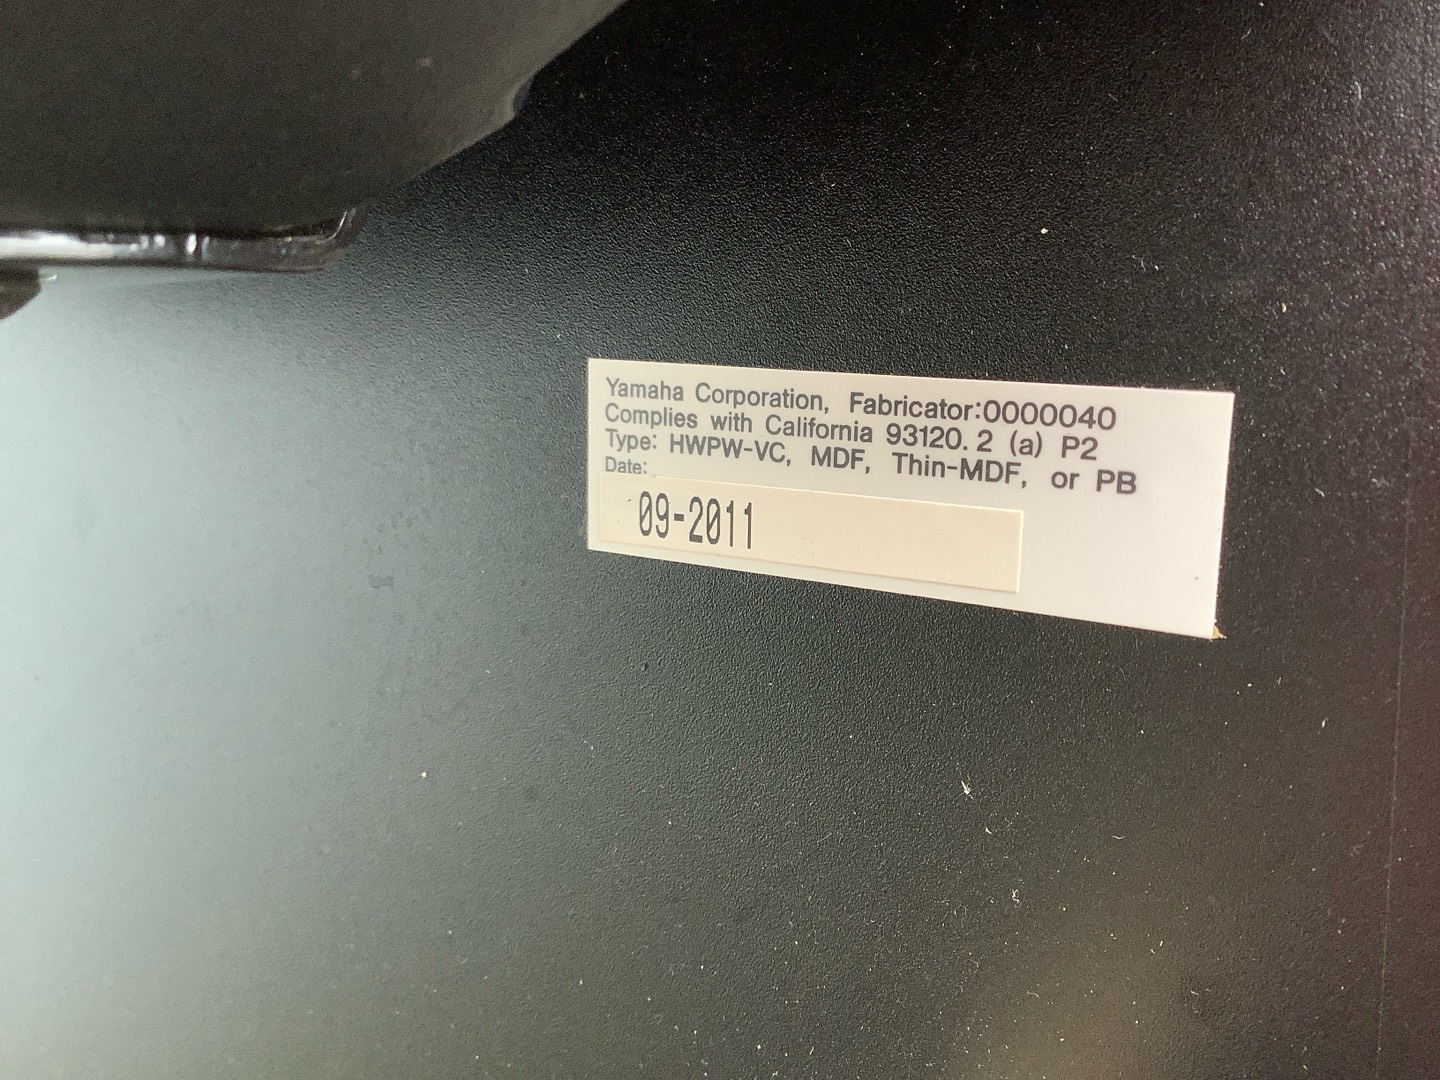 Yamaha Corporation, Fabricator:0000040
Complies with California 93120.2 (a) P2
Type: HWPW-VC, MDF, Thin-MDF, or PB
Date:
09-2011